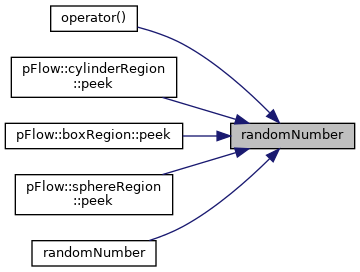 operator()
pFlow::cylinderRegion
::peek
pFlow::boxRegion::peek
randomNumber
pFlow::sphereRegion
::peek
randomNumber